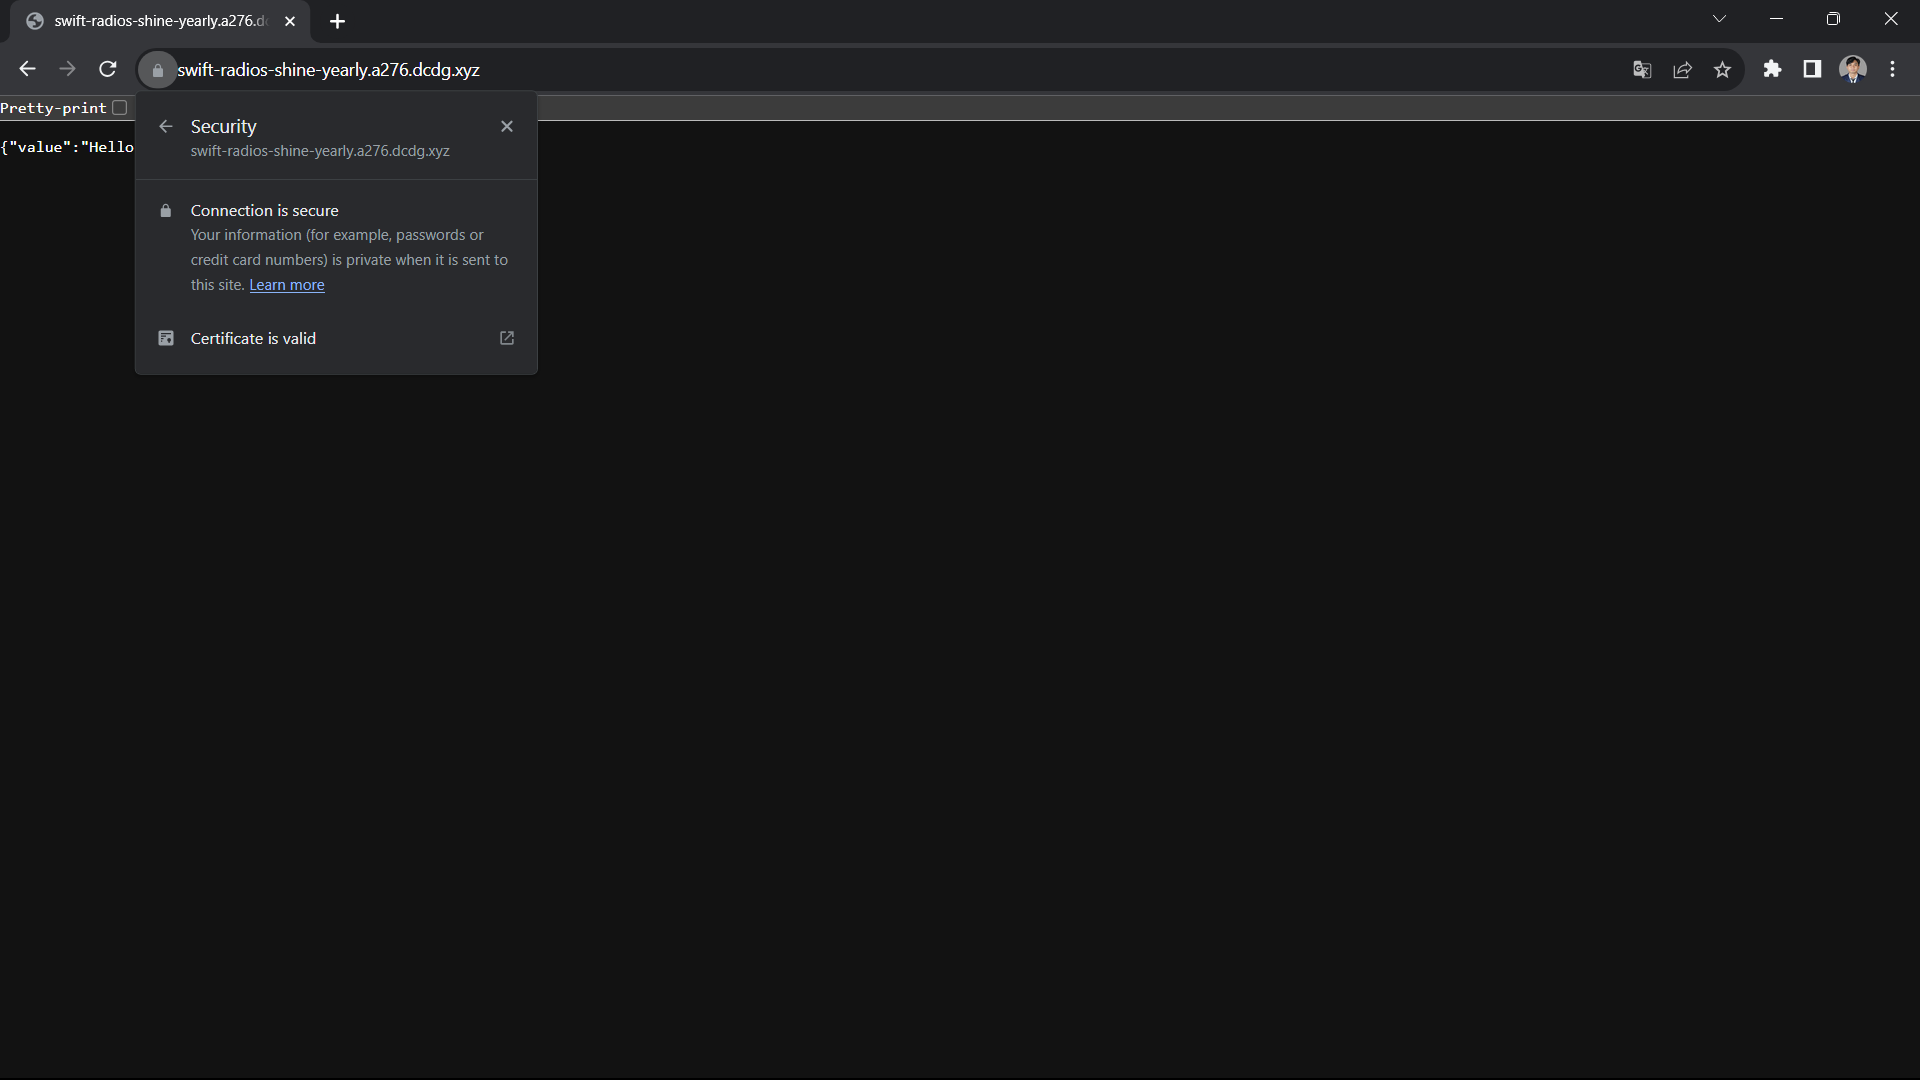 swift-radios-shine-yearly.a276.d
swift-radios-shine-yearly.a276.dcdg.xyz
Pretty-print
{"value":"Hello
Security
swift-radios-shine-yearly.a276.dcdg.xyz
Connection is secure
Your information (for example, passwords or
credit card numbers) is private when it is sent to
this site. Learn more
Certificate is valid